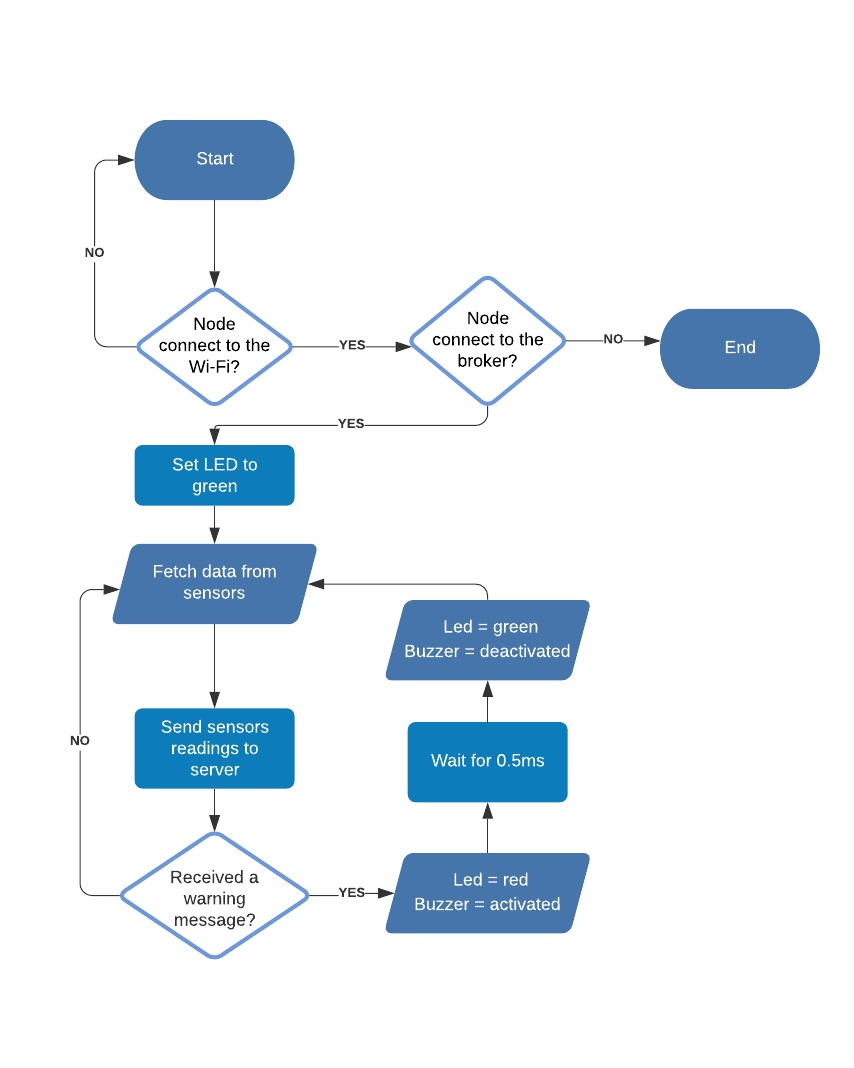 Start
NO
Node
connect to the
Wi-Fi?
YES
Node
connect to the
broker?
NO
End
YES
Set LED to
green
Fetch data from
sensors
Led = green
Buzzer = deactivated
NO
Send sensors
readings to
server
Wait for 0.5ms
Received a
warning
message?
YES
Led = red
Buzzer = activated